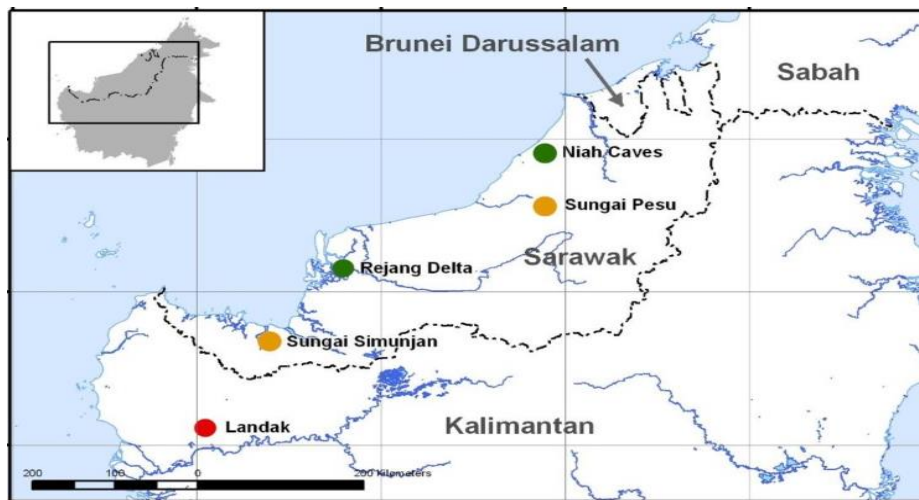 Brunei Darussalam
Sabah
Niah Caves
Sungai Pesu
Sarawak
Rejang Delta
Sungai Simunjan
Landak
Kalimantan
200 100 0 200 Kilometers